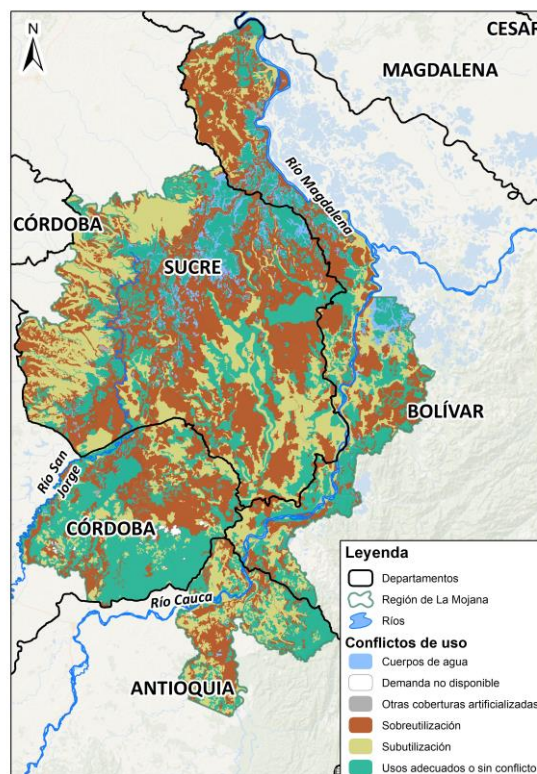 N
CESAR
MAGDALENA
Río Magdalena
CÓRDOBA
SUCRE
BOLÍVAR
Río San
Jorge
CÓRDOBA
Río Cauca
ANTIOQUIA
Leyenda
Departamentos
Región de La Mojana
Ríos
Conflictos de uso
Cuerpos de agua
Demanda no disponible
Otras coberturas artificializadas
Sobreutilización
Subutilización
Usos adecuados o sin conflicto